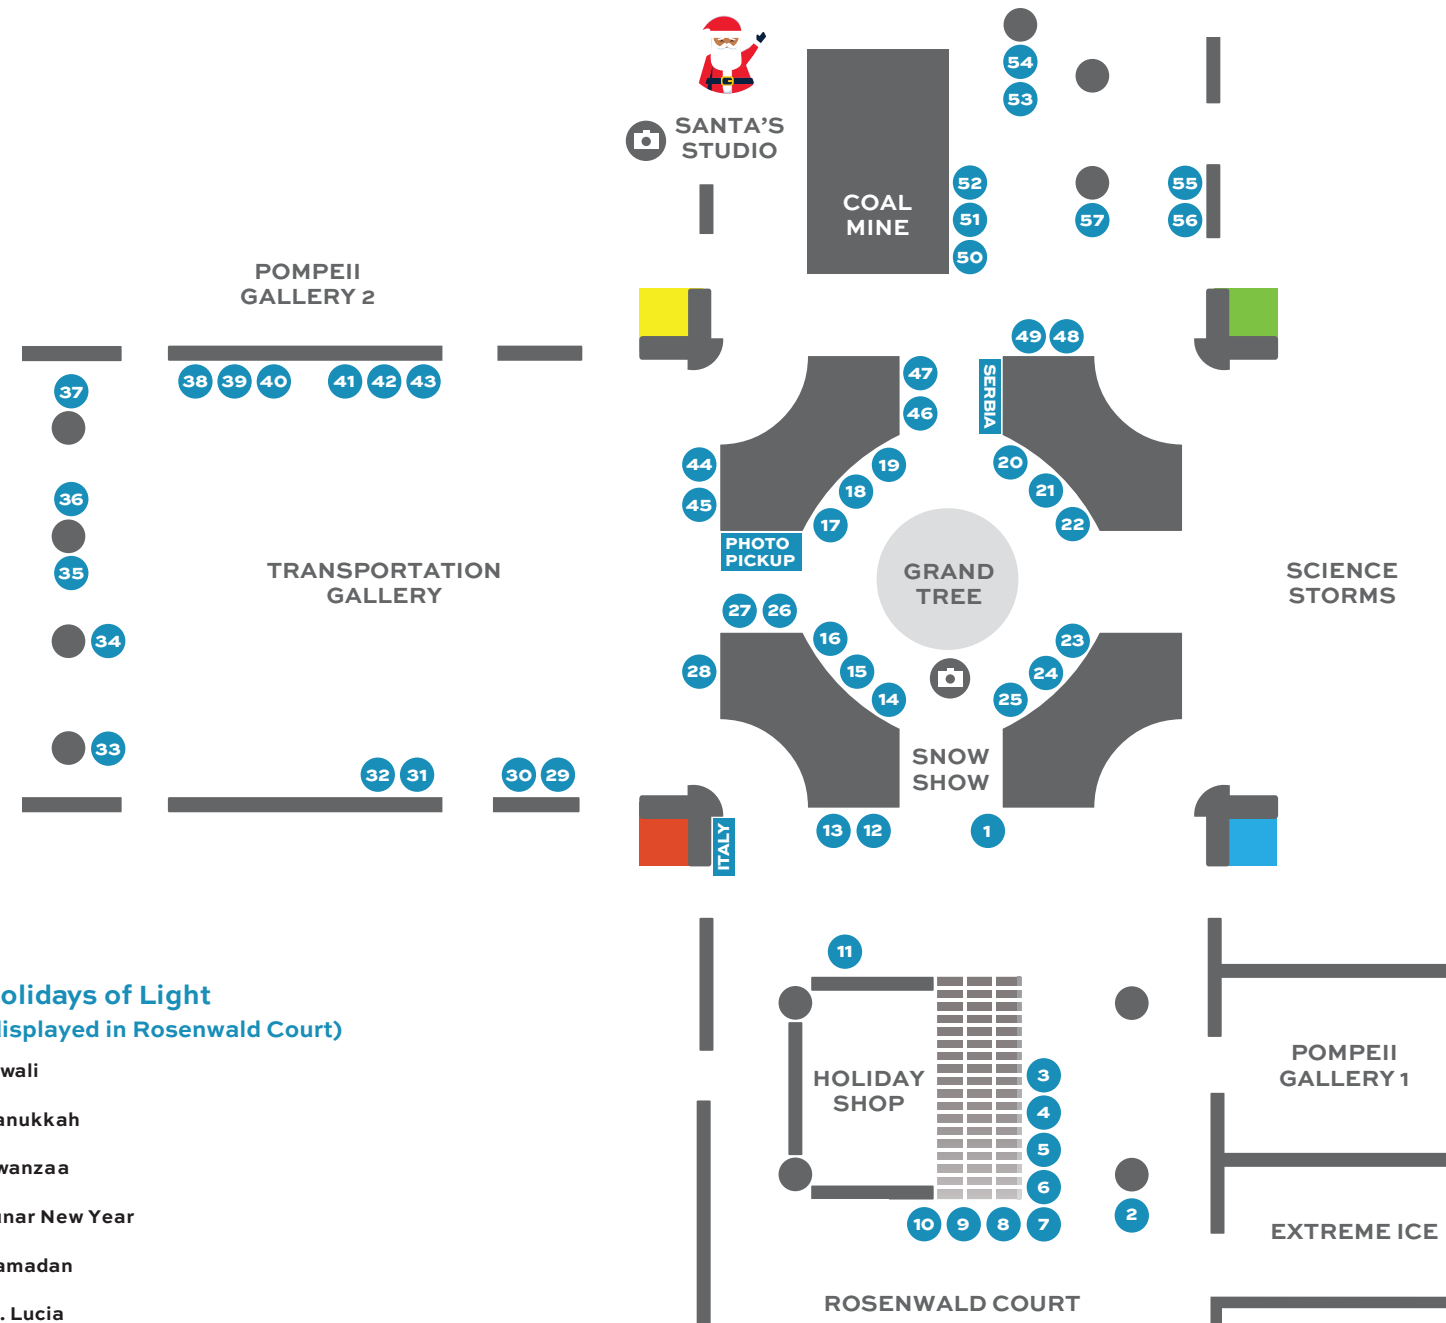 54
53
SANTA'S
STUDIO
52
55
COAL
MINE
51
57
56
50
POMPEII
GALLERY 2
49 48
38 39 40 41 42 43
37
47
SERBIA
46
44
19
20
36
18
21
45
17
22
PHOTO
PICKUP
35
TRANSPORTATION
GALLERY
GRAND
TREE
SCIENCE
STORMS
27 26
34
16
23
28
15
24
14
25
33
SNOW
SHOW
32 31
30 29
13 12
1
ITALY
11
olidays of Light
displayed in Rosenwald Court)
wali
anukkah
wanzaa
unar New Year
amadan
. Lucia
HOLIDAY
SHOP
3
4
5
6
10 9 8 7
2
POMPEII
GALLERY 1
EXTREME ICE
ROSENWALD COURT